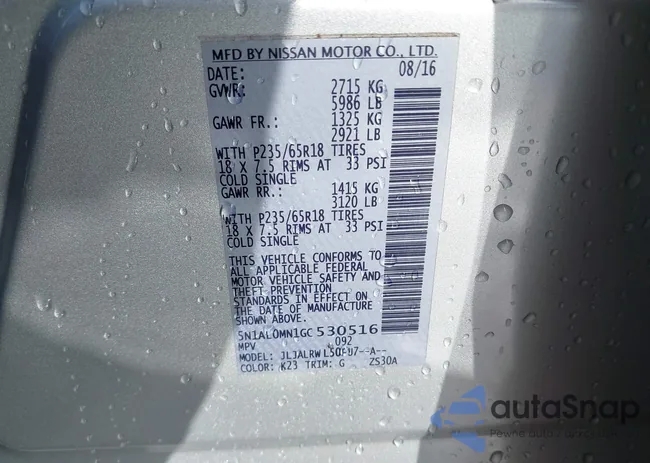 MFD BY NISSAN MOTOR CO., LTD.
DATE: 08/16
GVWR: 2715 KG
5986 LB
GAWR FR.: 1325 KG
2921 LB
WITH P235/65R18 TIRES
18 X 7.5 RIMS AT 33 PSI
COLD SINGLE
GAWR RR.: 1415 KG
3120 LB
WITH P235/65R18 TIRES
18 X 7.5 RIMS AT 33 PSI
COLD SINGLE
THIS VEHICLE CONFORMS TO
ALL APPLICABLE FEDERAL
MOTOR VEHICLE SAFETY AND
THEFT PREVENTION
STANDARDS IN EFFECT ON
THE DATE OF MANUFACTURE
SHOWN ABOVE.
5N1AL0MN1GC530516
MPV 092
MODEL:
COLOR: K23 TRIM: G ZS30A
autaSnap
Pewne auto